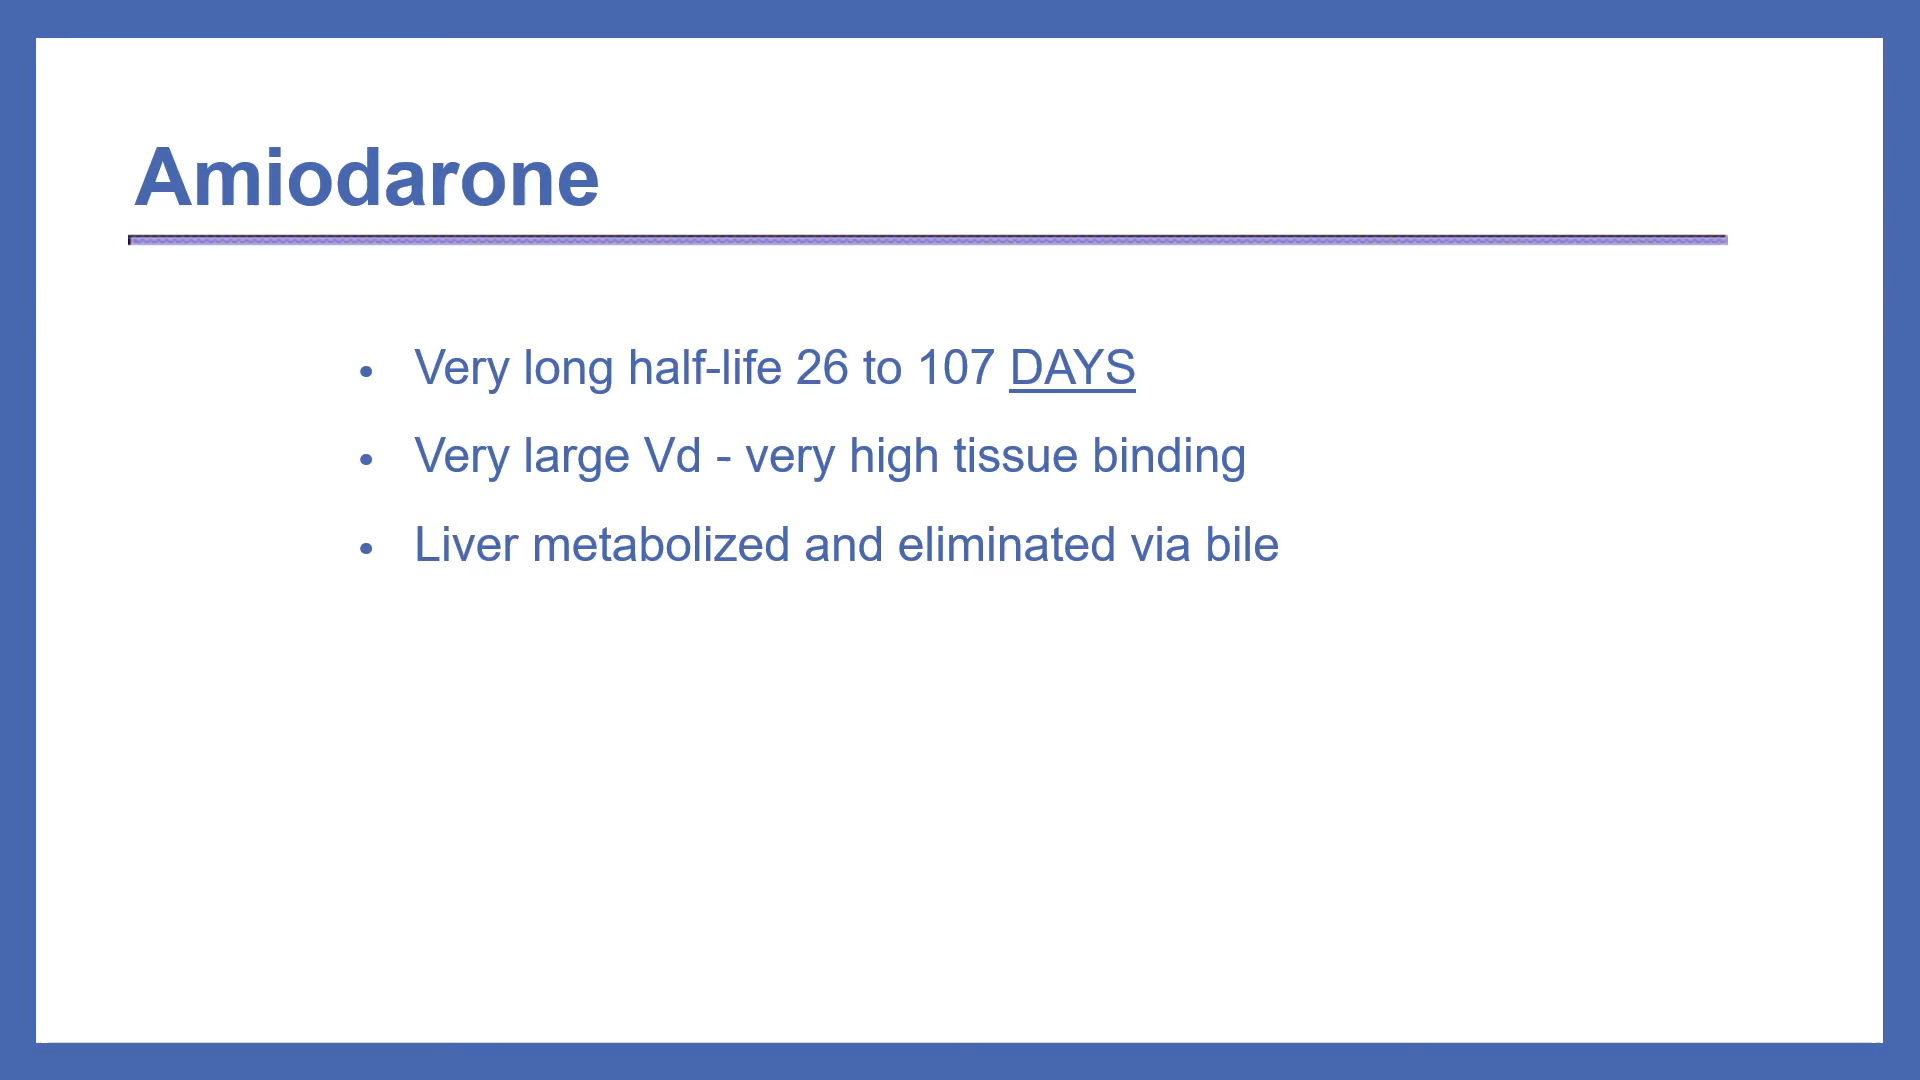 Amiodarone
• Very long half-life 26 to 107 DAYS
• Very large Vd - very high tissue binding
• Liver metabolized and eliminated via bile